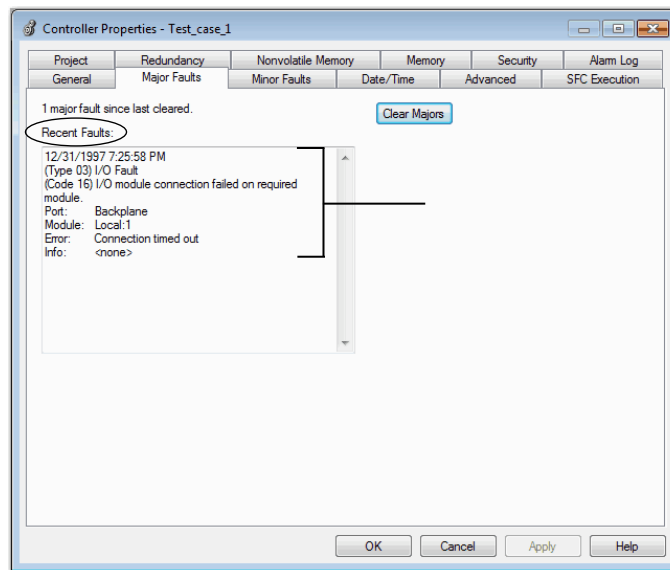 Controller Properties - Test_case_1
Project Redundancy Nonvolatile Memory Memory Security Alarm Log
General Major Faults Minor Faults Date/Time Advanced SFC Execution
1 major fault since last cleared.
Clear Majors
Recent Faults:
12/31/1997 7:25:58 PM
(Type 03) I/O Fault
(Code 16) I/O module connection failed on required
module.
Port: Backplane
Module: Local:1
Error: Connection timed out
Info: <none>
OK Cancel Apply Help